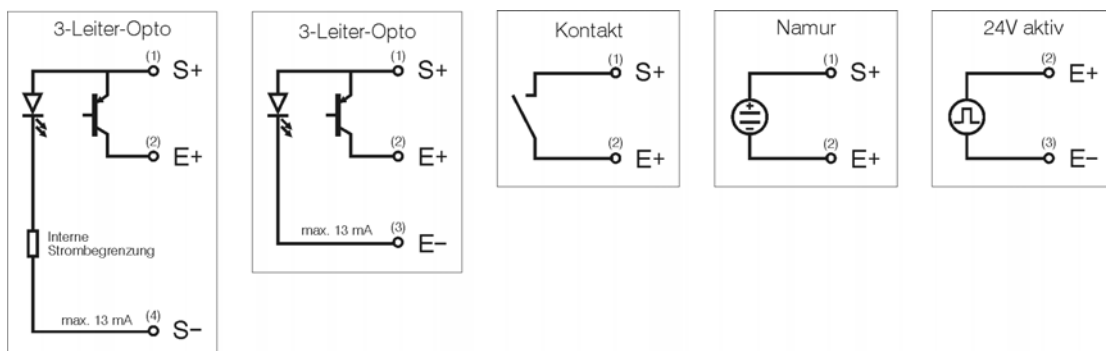 3-Leiter-Opto
(1) S+
(2) E+
Interne
Strombegrenzung
max. 13 mA (4) S−
3-Leiter-Opto
(1) S+
(2) E+
max. 13 mA (3) E−
Kontakt
(1) S+
(2) E+
Namur
(1) S+
(2) E+
24V aktiv
(2) E+
(3) E−